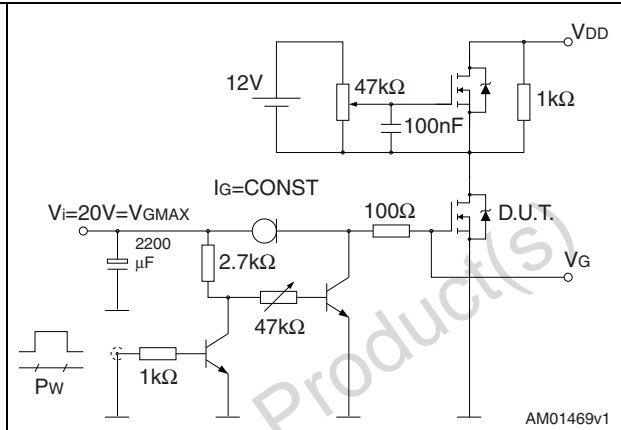 VDD
12V
47kΩ
1kΩ
100nF
IG=CONST
Vi=20V=VGMAX
100Ω
D.U.T.
2200
μF
2.7kΩ
VG
47kΩ
1kΩ
PW
Product(s)
AM01469v1